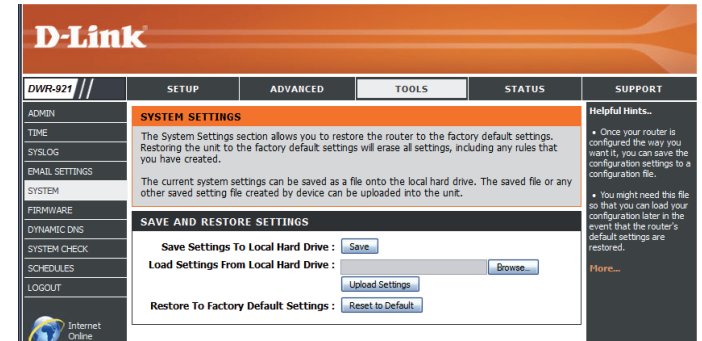 D-Link
DWR-921
SETUP
ADVANCED
TOOLS
STATUS
SUPPORT
ADMIN
TIME
SYSLOG
EMAIL SETTINGS
SYSTEM
FIRMWARE
DYNAMIC DNS
SYSTEM CHECK
SCHEDULES
LOGOUT
Internet
Online
SYSTEM SETTINGS
The System Settings section allows you to restore the router to the factory default settings.
Restoring the unit to the factory default settings will erase all settings, including any rules that
you have created.
The current system settings can be saved as a file onto the local hard drive. The saved file or any
other saved setting file created by device can be uploaded into the unit.
SAVE AND RESTORE SETTINGS
Save Settings To Local Hard Drive : Save
Load Settings From Local Hard Drive : Browse...
Upload Settings
Restore To Factory Default Settings : Reset to Default
Helpful Hints..
• Once your router is
configured the way you
want it, you can save the
configuration settings to a
configuration file.
• You might need this file
so that you can load your
configuration later in the
event that the router's
default settings are
restored.
More...